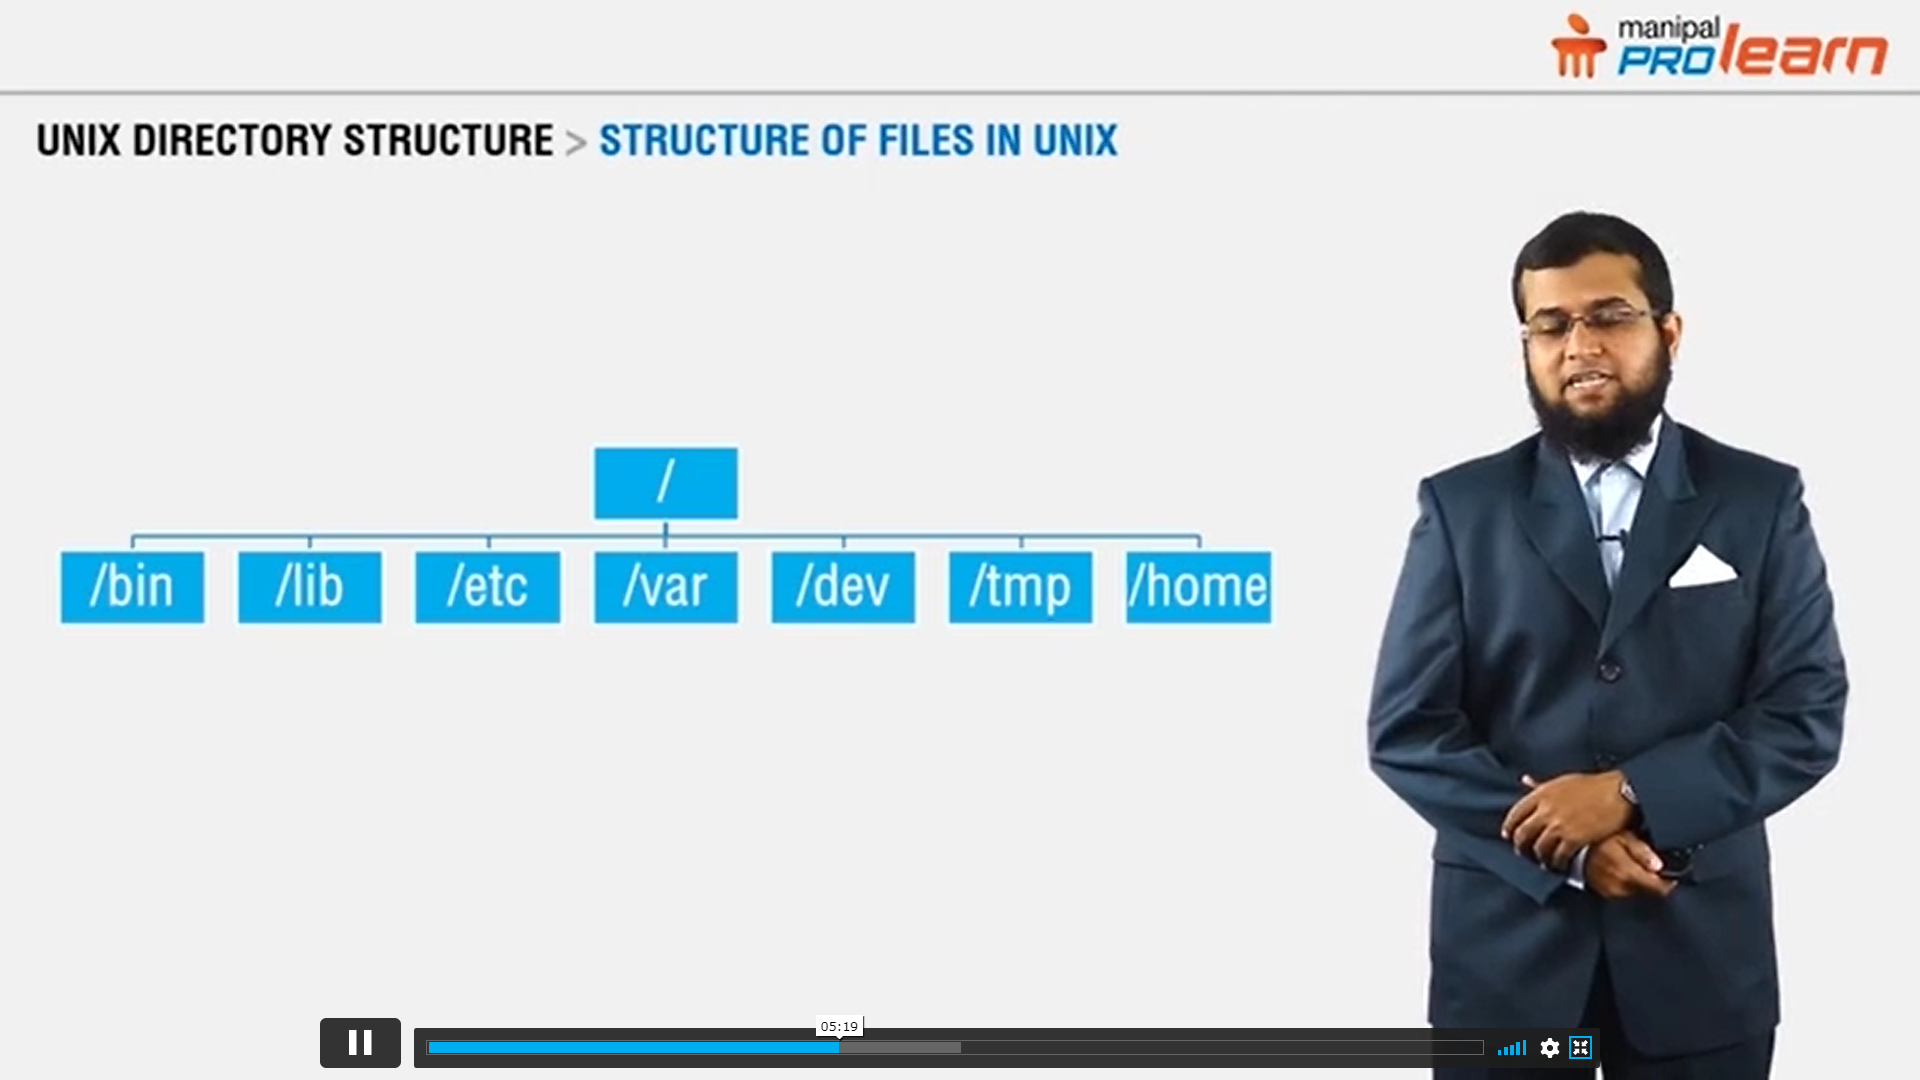 manipal
PROlearn
UNIX DIRECTORY STRUCTURE > STRUCTURE OF FILES IN UNIX
/
/bin /lib /etc /var /dev /tmp /home
05:19